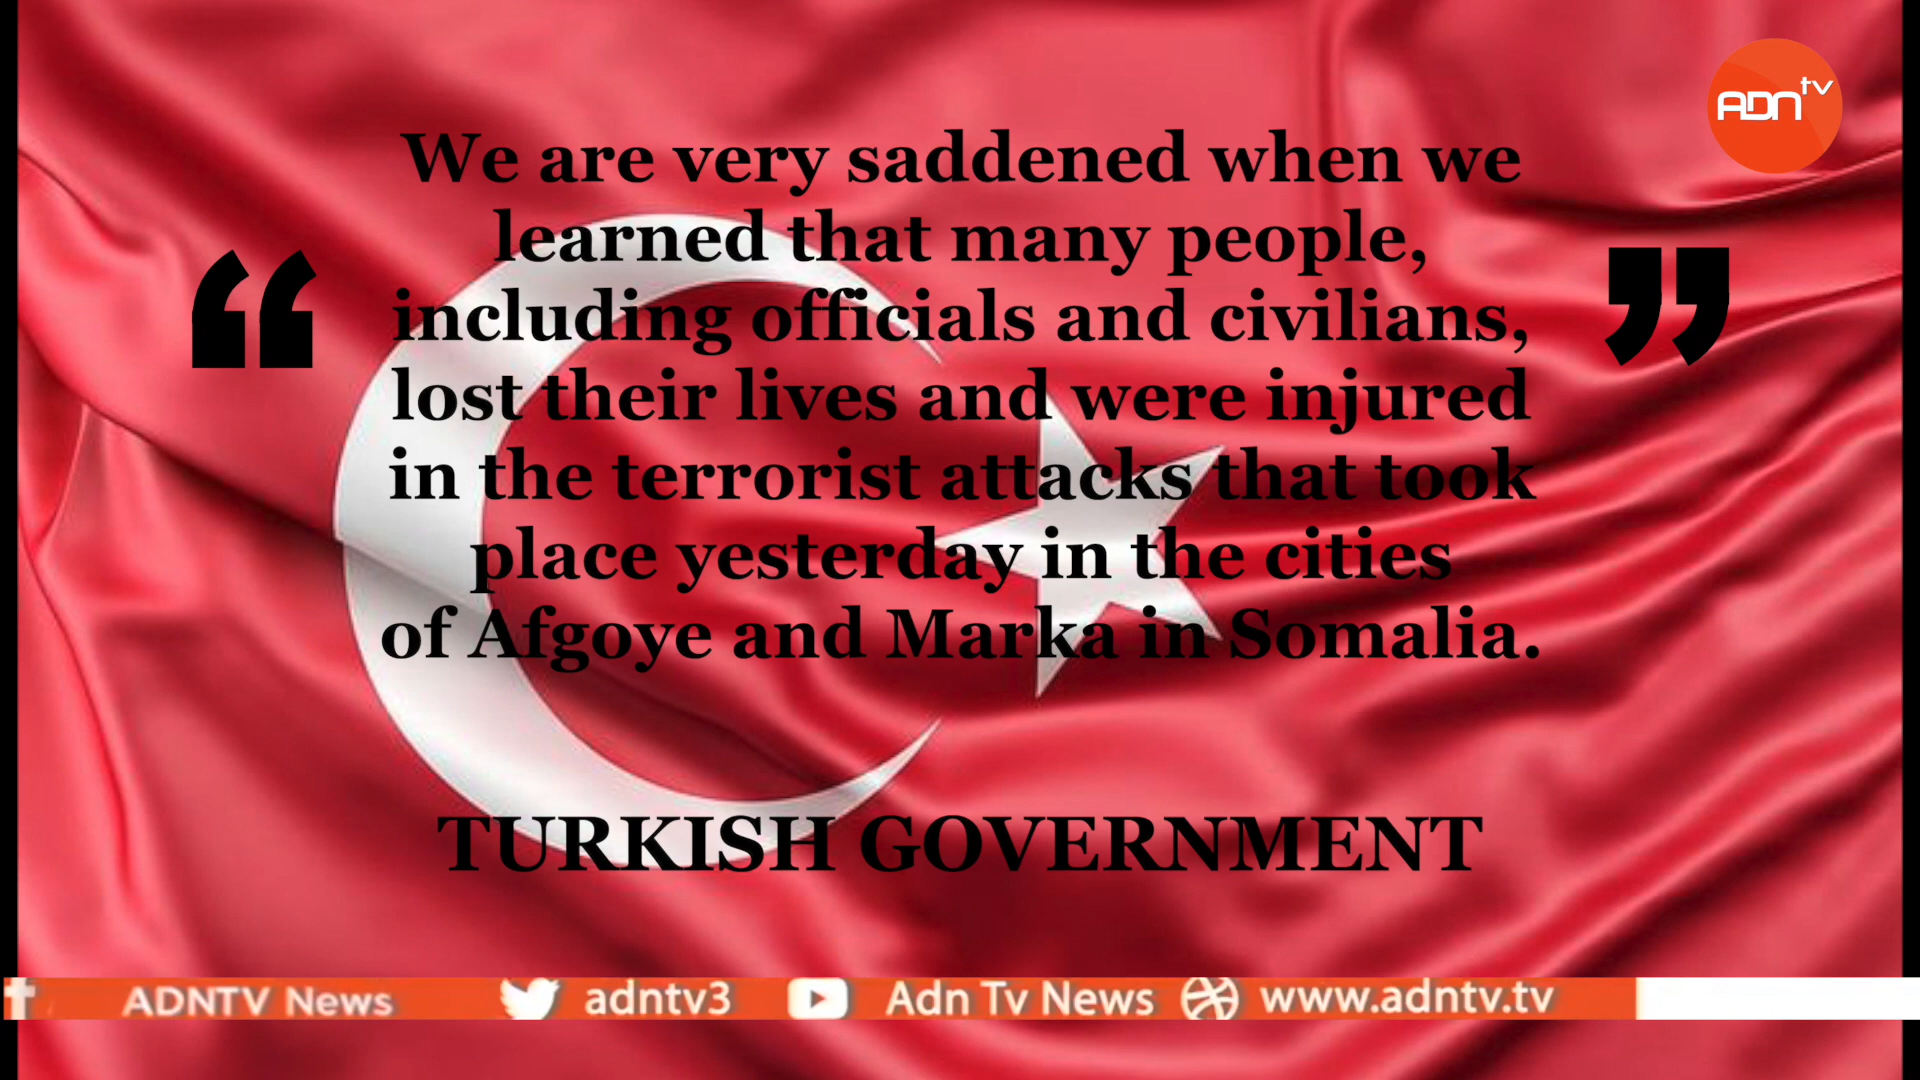 ADN tv
“
We are very saddened when we
learned that many people,
including officials and civilians,
lost their lives and were injured
in the terrorist attacks that took
place yesterday in the cities
of Afgoye and Marka in Somalia.
”
TURKISH GOVERNMENT
ADNTV News adntv3 Adn Tv News www.adntv.tv